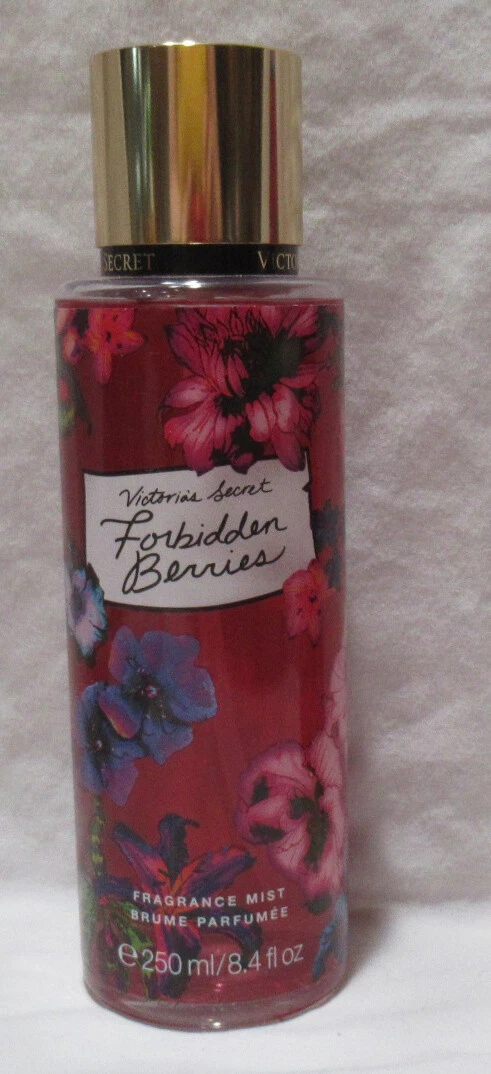 SECRET VICTO
Victoria's Secret
Forbidden
Berries
FRAGRANCE MIST
BRUME PARFUMÉE
℮ 250 ml/8.4 fl oz